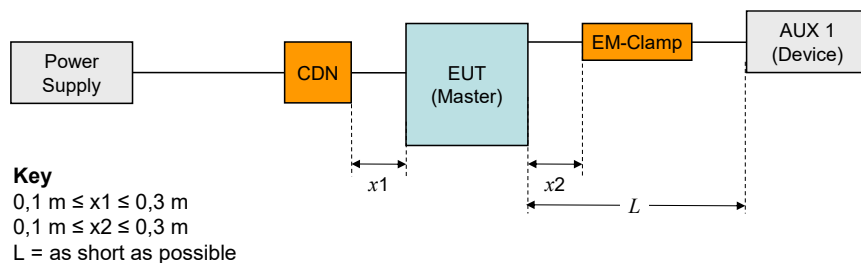 Power
Supply
CDN
EUT
(Master)
EM-Clamp
AUX 1
(Device)
x1
x2
L
Key
0,1 m ≤ x1 ≤ 0,3 m
0,1 m ≤ x2 ≤ 0,3 m
L = as short as possible